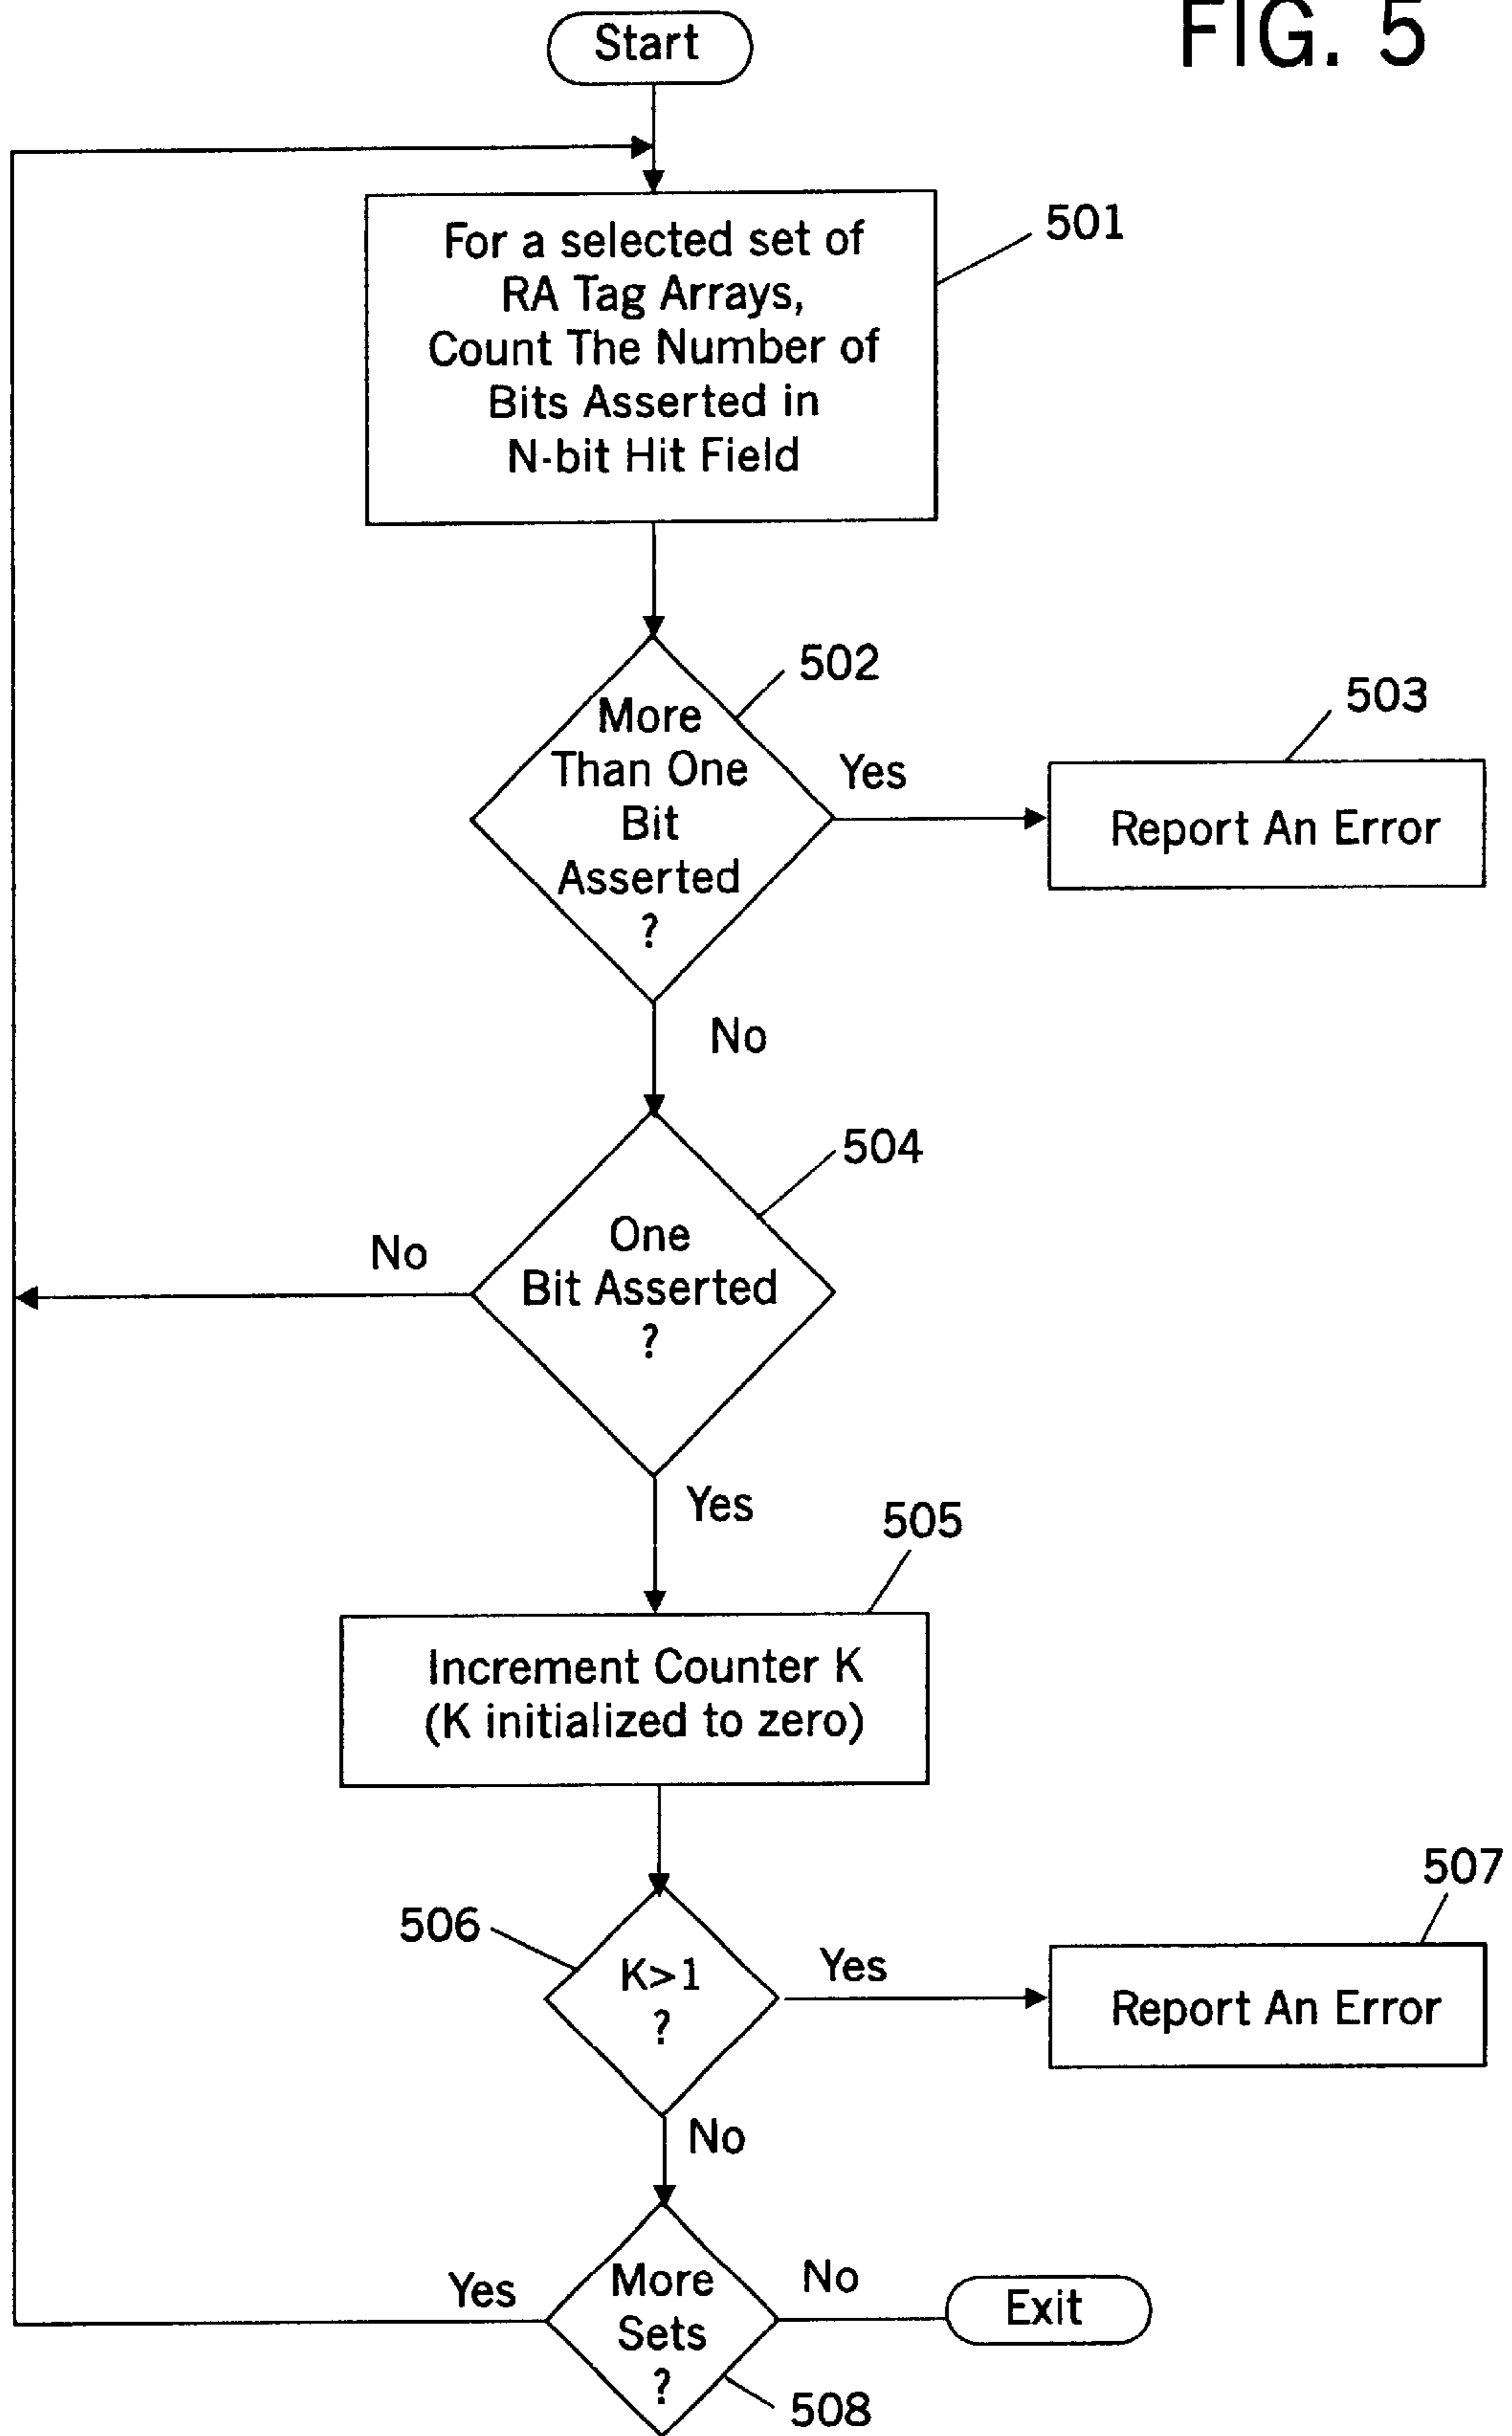 FIG. 5
Start
For a selected set of
RA Tag Arrays,
Count The Number of
Bits Asserted in
N-bit Hit Field
501
502
More
Than One
Bit
Asserted
?
Yes
503
Report An Error
No
504
One
Bit Asserted
?
No
Yes
505
Increment Counter K
(K initialized to zero)
506
K>1
?
Yes
507
Report An Error
No
More
Sets
?
Yes
No
Exit
508